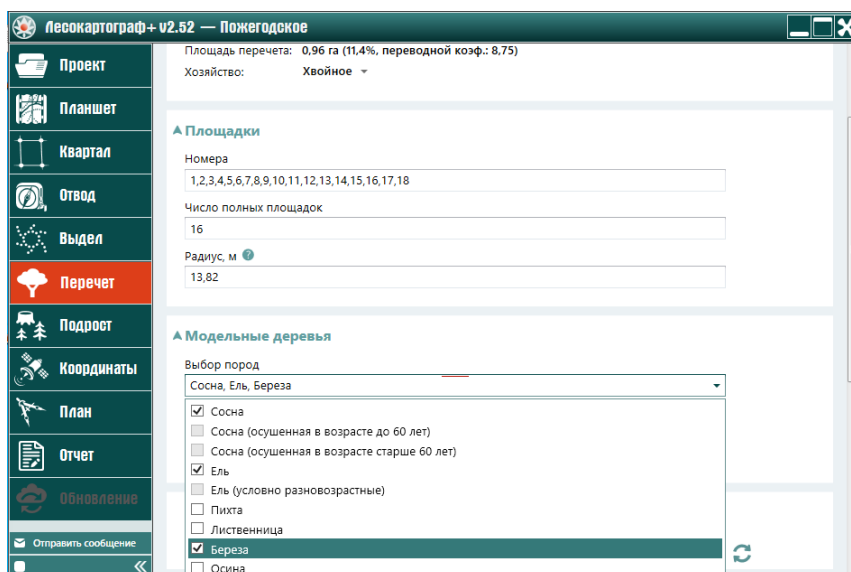 Лесокартограф+ v2.52 — Пожегодское
Проект
Планшет
Квартал
Отвод
Выдел
Перечет
Подрост
Координаты
План
Отчет
Обновление
Отправить сообщение
Площадь перечета: 0,96 га (11,4%, переводной коэф.: 8,75)
Хозяйство: Хвойное
Площадки
Номера
1,2,3,4,5,6,7,8,9,10,11,12,13,14,15,16,17,18
Число полных площадок
16
Радиус, м ?
13,82
Модельные деревья
Выбор пород
Сосна, Ель, Береза
Сосна
Сосна (осушенная в возрасте до 60 лет)
Сосна (осушенная в возрасте старше 60 лет)
Ель
Ель (условно разновозрастные)
Пихта
Лиственница
Береза
Осина